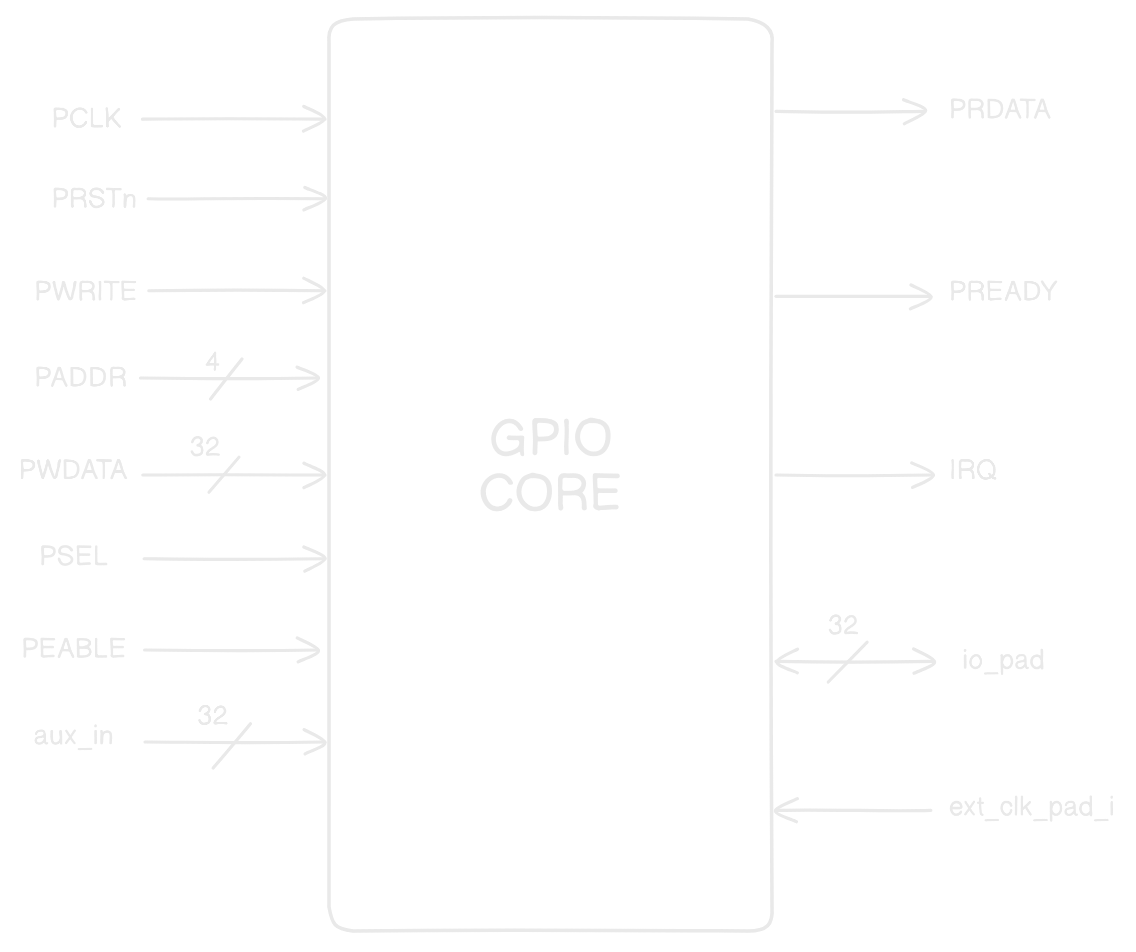 PCLK
PRSTn
PWRITE
4
PADDR
32
PWDATA
PSEL
PEABLE
32
aux_in
GPIO
CORE
PRDATA
PREADY
IRQ
32
io_pad
ext_clk_pad_i